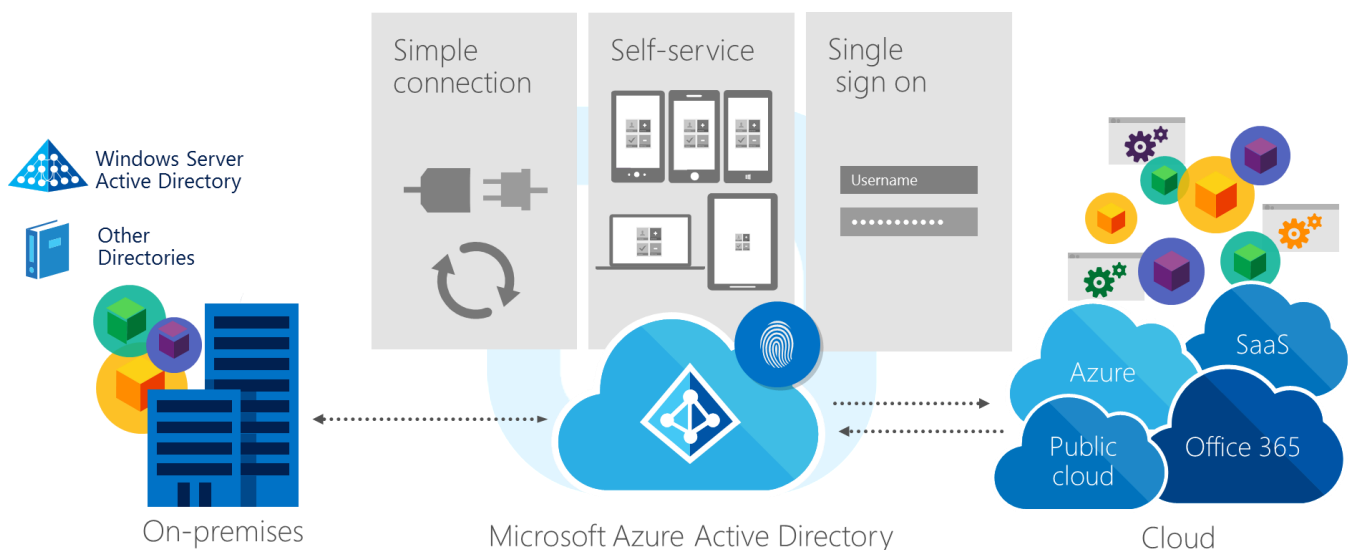 Simple
connection
Self-service
Single
sign on
Windows Server
Active Directory
Other
Directories
Username
SaaS
Azure
Public
cloud
Office 365
On-premises
Microsoft Azure Active Directory
Cloud